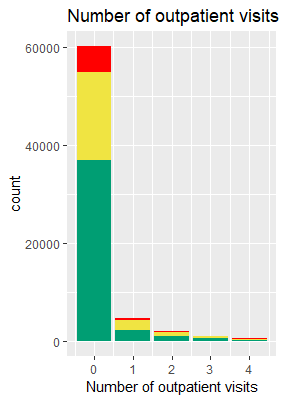 Number of outpatient visits
60000
40000
20000
0
count
0 1 2 3 4
Number of outpatient visits